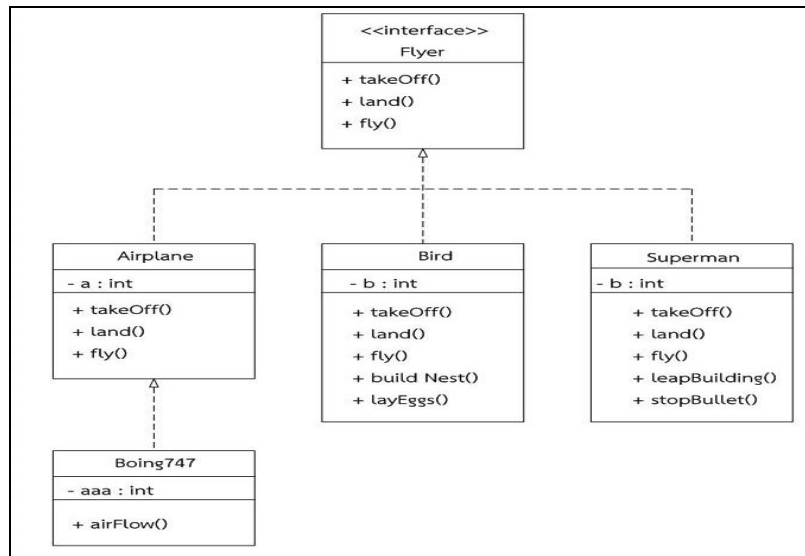 <<interface>>
Flyer
+ takeOff()
+ land()
+ fly()
Airplane
- a : int
+ takeOff()
+ land()
+ fly()
Bird
- b : int
+ takeOff()
+ land()
+ fly()
+ build Nest()
+ layEggs()
Superman
- b : int
+ takeOff()
+ land()
+ fly()
+ leapBuilding()
+ stopBullet()
Boing747
- aaa : int
+ airFlow()